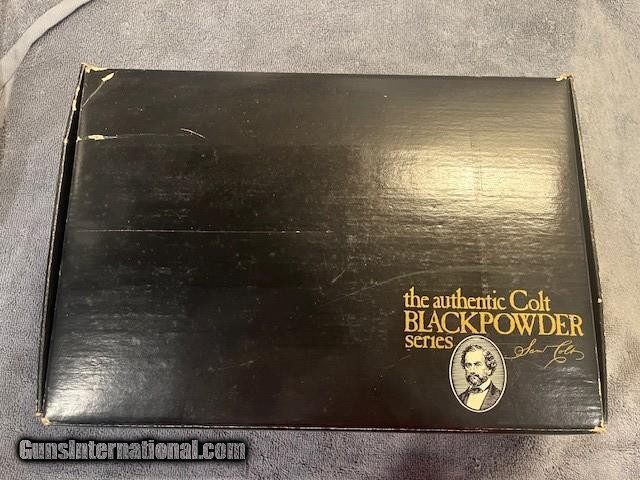 the authentic Colt
BLACKPOWDER
series
Sam Colt
GunsInternational.com